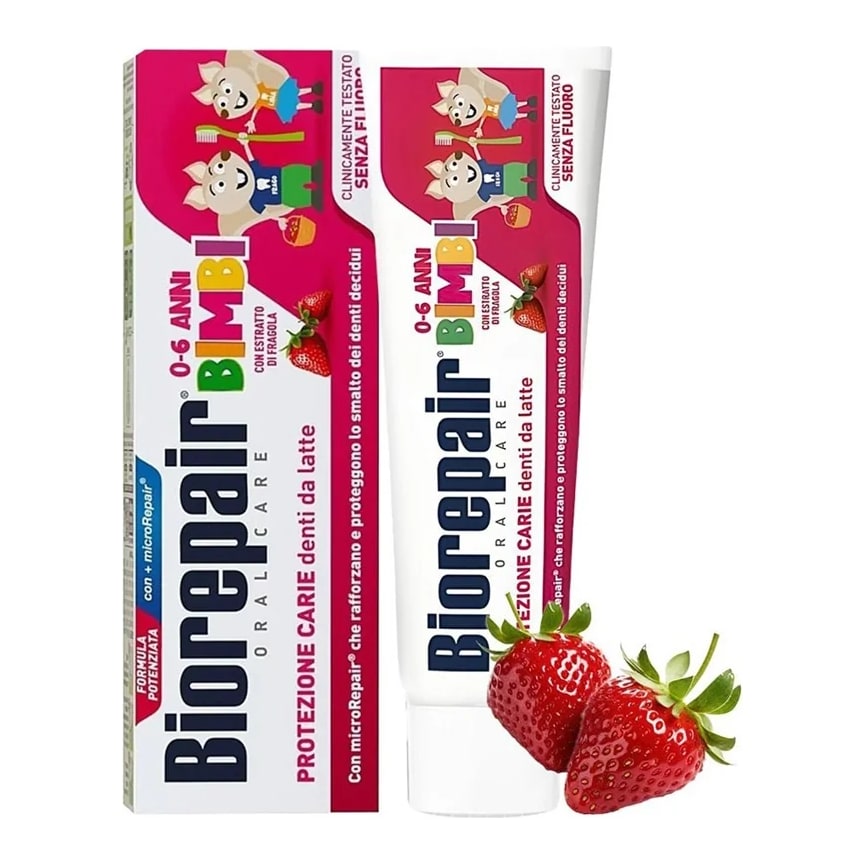 CLINICAMENTE TESTATO
SENZA FLUORO
FRAGO
0-6 ANNI
BIMBI
CON ESTRATTO
DI FRAGOLA
Biorepair®
ORAL CARE
PROTEZIONE CARIE denti da latte
Con microRepair® che rafforzano e proteggono lo smalto dei denti decidui
con + microRepair®
FORMULA
POTENZIATA
CLINICAMENTE TESTATO
SENZA FLUORO
0-6 ANNI
BIMBI
CON ESTRATTO
DI FRAGOLA
Biorepair®
ORAL CARE
TEZIONE CARIE denti da latte
epair® che rafforzano e proteggono lo smalto dei denti decidui